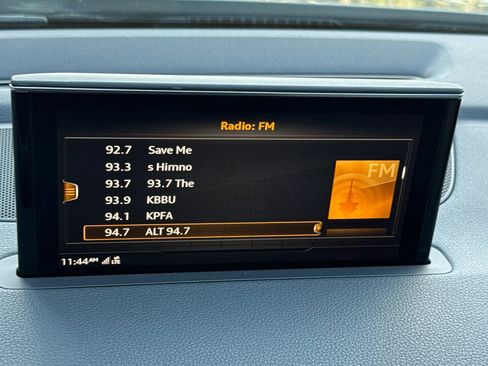 Radio: FM
92.7 Save Me
93.3 s Himno
93.7 93.7 The
93.9 KBBU
94.1 KPFA
94.7 ALT 94.7
FM
11:44AM LTE